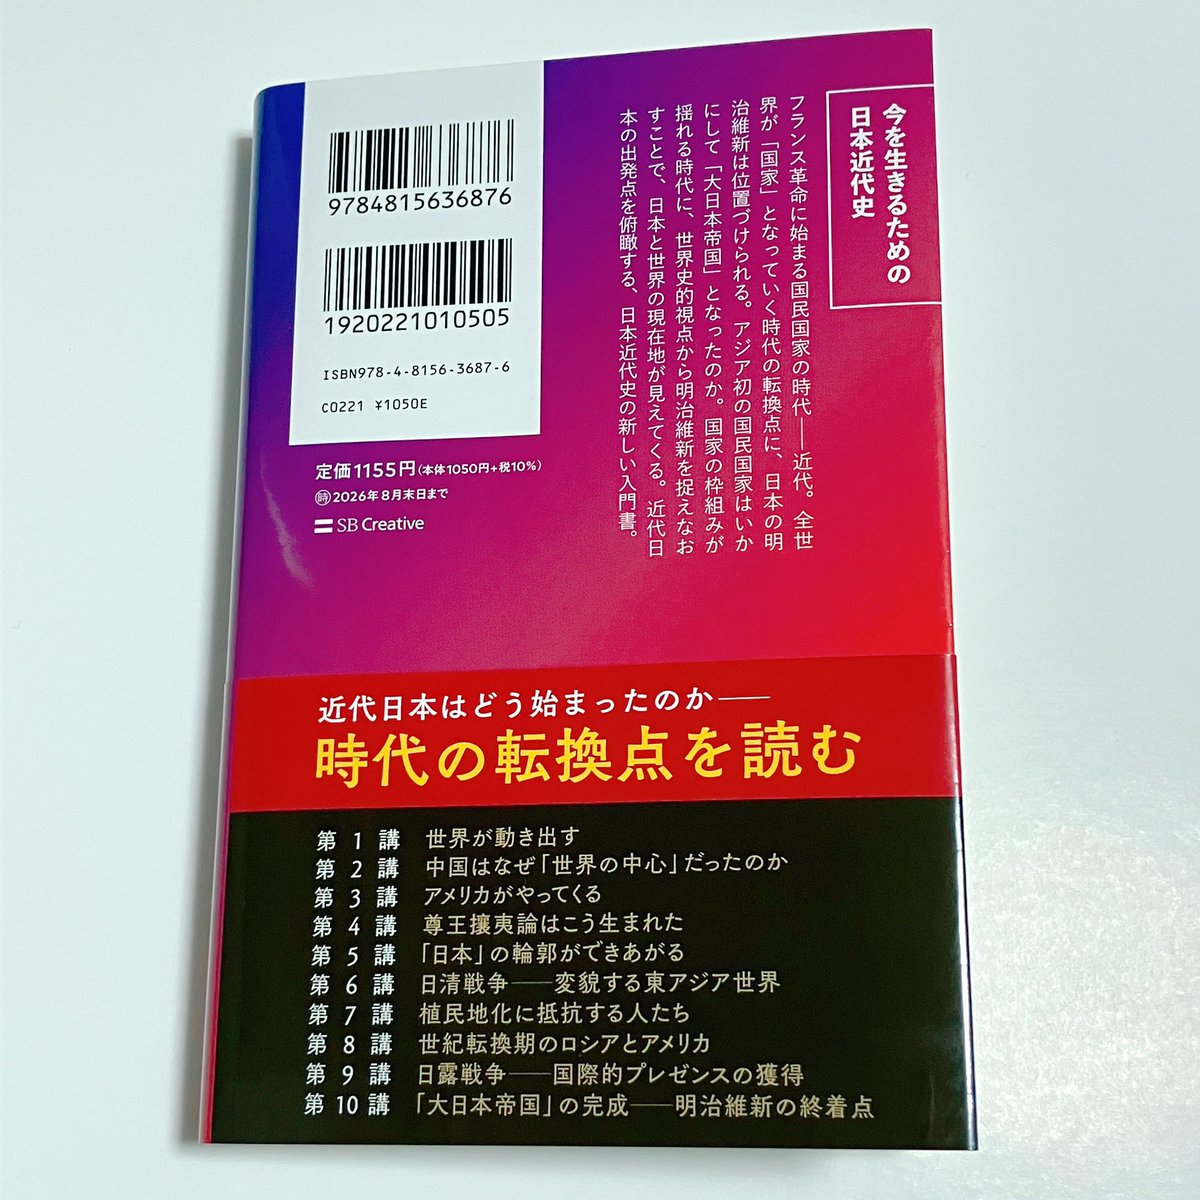 今を生きるための
日本近代史
フランス革命に始まる国民国家の時代――近代。全世
界が「国家」となっていく時代の転換点に、日本の明
治維新は位置づけられる。アジア初の国民国家はいか
にして「大日本帝国」となったのか。国家の枠組みが
揺れる時代に、世界史的視点から明治維新を捉えなお
すことで、日本と世界の現在地が見えてくる。近代日
本の出発点を俯瞰する、日本近代史の新しい入門書。
9784815636876
1920221010505
ISBN978-4-8156-3687-6
C0221 ¥1050E
定価1155円(本体1050円+税10%)
時 2026年8月末日まで
SB Creative
近代日本はどう始まったのか――
時代の転換点を読む
第 1 講 世界が動き出す
第 2 講 中国はなぜ「世界の中心」だったのか
第 3 講 アメリカがやってくる
第 4 講 尊王攘夷論はこう生まれた
第 5 講 「日本」の輪郭ができあがる
第 6 講 日清戦争――変貌する東アジア世界
第 7 講 植民地化に抵抗する人たち
第 8 講 世紀転換期のロシアとアメリカ
第 9 講 日露戦争――国際的プレゼンスの獲得
第 10 講 「大日本帝国」の完成――明治維新の終着点